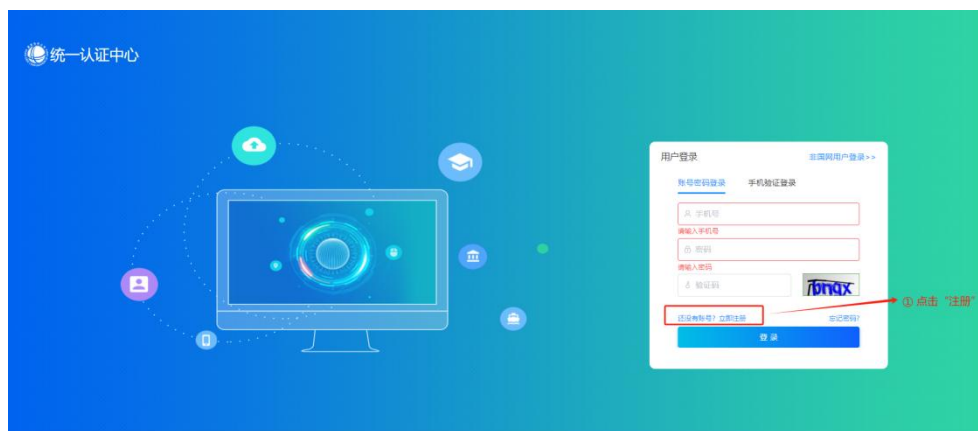 统一认证中心
用户登录
非国网用户登录>>
账号密码登录 手机验证登录
手机号
请输入手机号
密码
请输入密码
验证码
还没有账号? 立即注册
忘记密码?
登录
① 点击“注册”